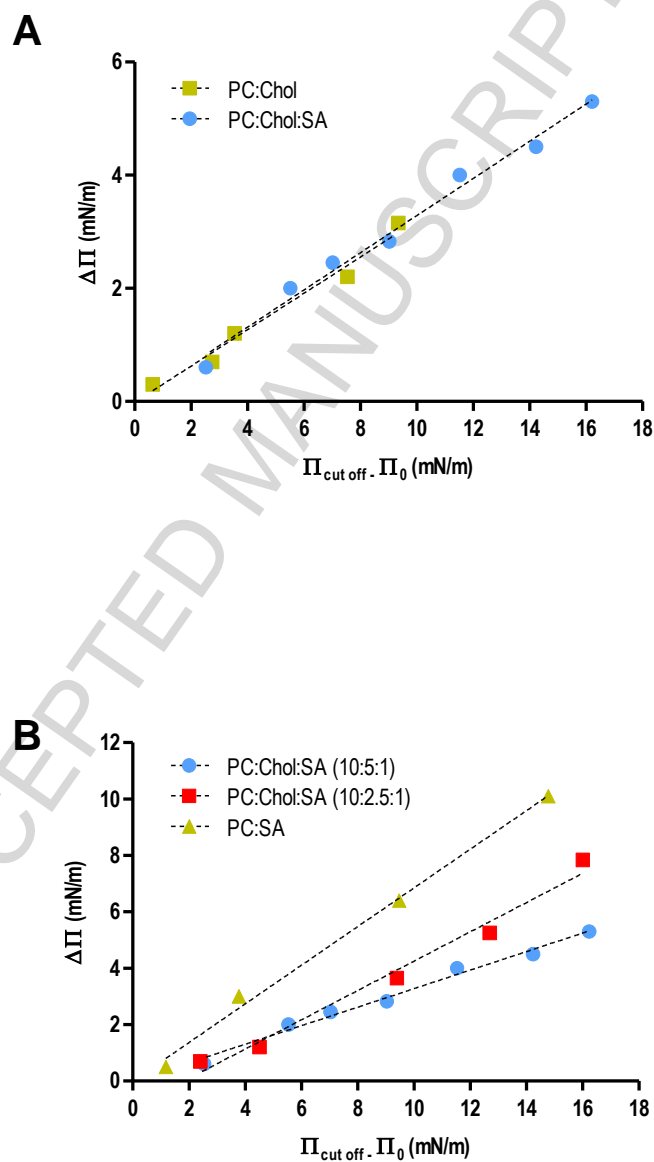 A
6
PC:Chol
PC:Chol:SA
4
ΔΠ (mN/m)
2
0
0 2 4 6 8 10 12 14 16 18
Πcut off - Π0 (mN/m)
CEPTED MANUSCRIP
B
12
PC:Chol:SA (10:5:1)
PC:Chol:SA (10:2.5:1)
10
PC:SA
8
ΔΠ (mN/m)
6
4
2
0
0 2 4 6 8 10 12 14 16 18
Πcut off - Π0 (mN/m)